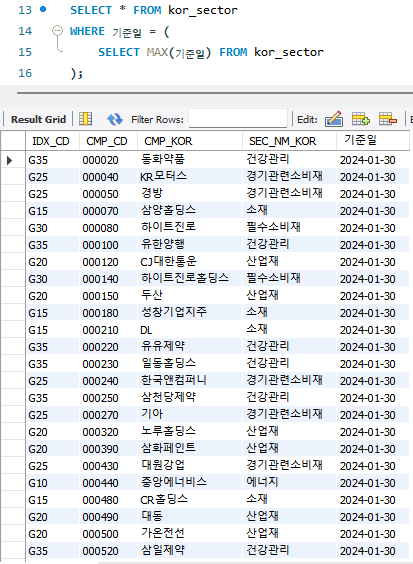 13 SELECT * FROM kor_sector
14 WHERE 기준일 = (
15 SELECT MAX(기준일) FROM kor_sector
16 );
Result Grid Filter Rows: Edit:
IDX_CD CMP_CD CMP_KOR SEC_NM_KOR 기준일
G35 000020 동화약품 건강관리 2024-01-30
G25 000040 KR모터스 경기관련소비재 2024-01-30
G25 000050 경방 경기관련소비재 2024-01-30
G15 000070 삼양홀딩스 소재 2024-01-30
G30 000080 하이트진로 필수소비재 2024-01-30
G35 000100 유한양행 건강관리 2024-01-30
G20 000120 CJ대한통운 산업재 2024-01-30
G30 000140 하이트진로홀딩스 필수소비재 2024-01-30
G20 000150 두산 산업재 2024-01-30
G15 000180 성창기업지주 소재 2024-01-30
G15 000210 DL 소재 2024-01-30
G35 000220 유유제약 건강관리 2024-01-30
G35 000230 일동홀딩스 건강관리 2024-01-30
G25 000240 한국앤컴퍼니 경기관련소비재 2024-01-30
G35 000250 삼천당제약 건강관리 2024-01-30
G25 000270 기아 경기관련소비재 2024-01-30
G20 000320 노루홀딩스 산업재 2024-01-30
G20 000390 삼화페인트 산업재 2024-01-30
G25 000430 대원강업 경기관련소비재 2024-01-30
G10 000440 중앙에너비스 에너지 2024-01-30
G15 000480 CR홀딩스 소재 2024-01-30
G20 000490 대동 산업재 2024-01-30
G20 000500 가온전선 산업재 2024-01-30
G35 000520 삼일제약 건강관리 2024-01-30